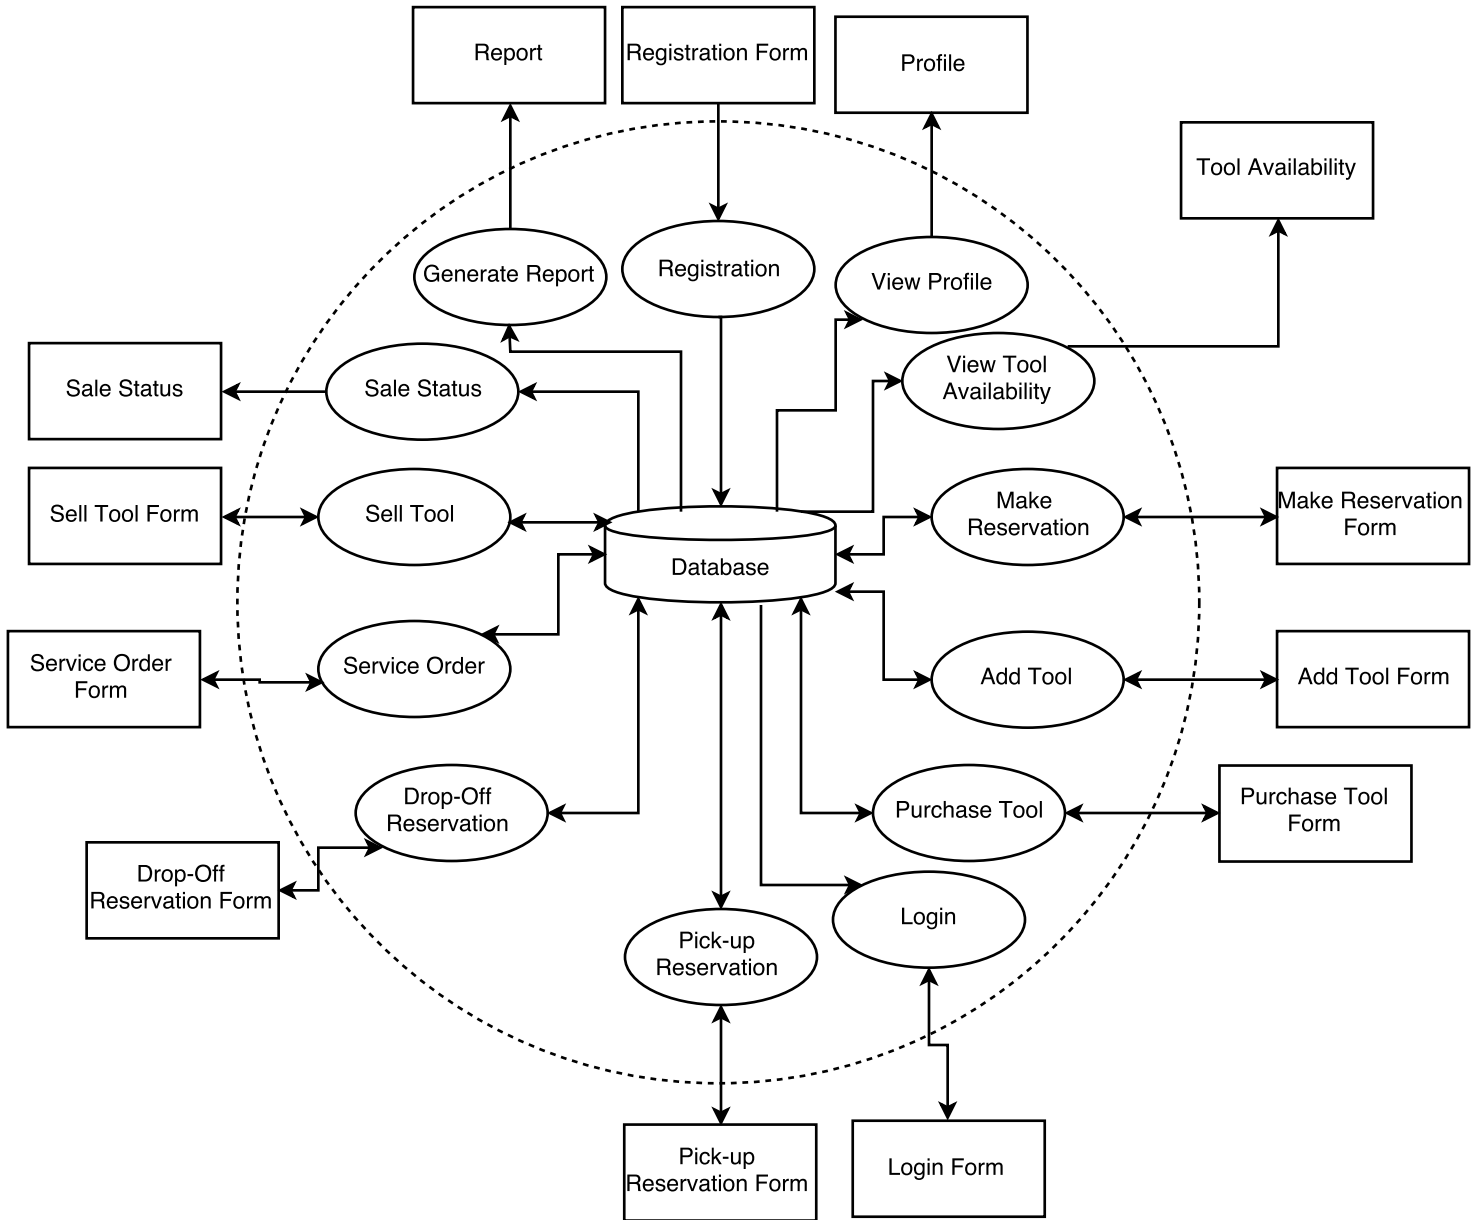 Report
Registration Form
Profile
Tool Availability
Generate Report
Registration
View Profile
Sale Status
Sale Status
View Tool
Availability
Sell Tool Form
Sell Tool
Make
Reservation
Make Reservation
Form
Database
Service Order
Form
Service Order
Add Tool
Add Tool Form
Drop-Off
Reservation
Purchase Tool
Purchase Tool
Form
Drop-Off
Reservation Form
Login
Pick-up
Reservation
Pick-up
Reservation Form
Login Form